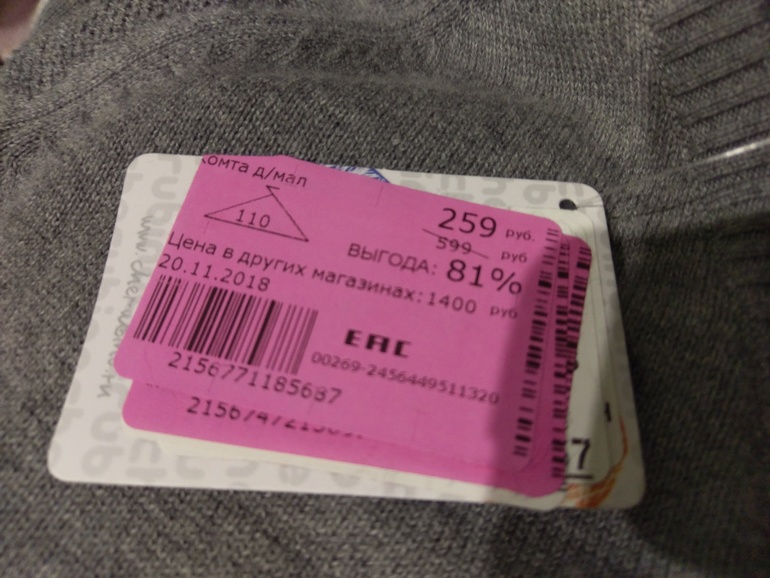 д/мал
110
259 руб.
599 руб
ВЫГОДА: 81%
Цена в других магазинах: 1400 руб
20.11.2018
EAC
2156771185687
00269-2456449511320